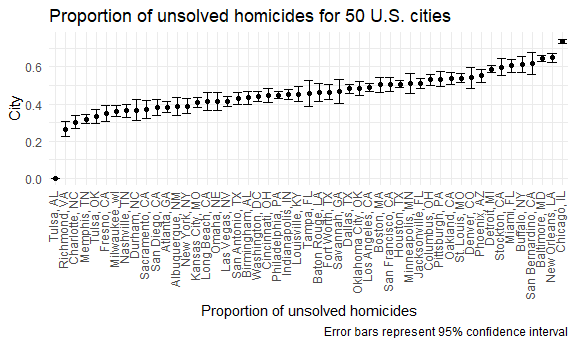 Proportion of unsolved homicides for 50 U.S. cities
City
0.6
0.4
0.2
0.0
Tulsa, AL
Richmond, VA
Charlotte, NC
Memphis, TN
Tulsa, OK
Fresno, CA
Milwaukee, wI
Nashville, TN
Durham, NC
Sacramento, CA
San Diego, CA
Atlanta, GA
Albuquerque, NM
New York, NY
Kansas City, MO
Long Beach, CA
Omaha, NE
Las Vegas, NV
San Antonio, TX
Birmingham, AL
Washington, DC
Cincinnati, OH
Philadelphia, PA
Indianapolis, IN
Louisville, KY
Tampa, FL
Baton Rouge, LA
Fort Worth, TX
Savannah, GA
Dallas, TX
Oklahoma City, OK
Los Angeles, CA
Boston, MA
San Francisco, CA
Houston, TX
Minneapolis, MN
Jacksonville, FL
Columbus, OH
Pittsburgh, PA
Oakland, CA
St. Louis, MO
Denver, CO
Phoenix, AZ
Detroit, MI
Stockton, CA
Miami, FL
Buffalo, NY
San Bernardino, CA
Baltimore, MD
New Orleans, LA
Chicago, IL
Proportion of unsolved homicides
Error bars represent 95% confidence interval